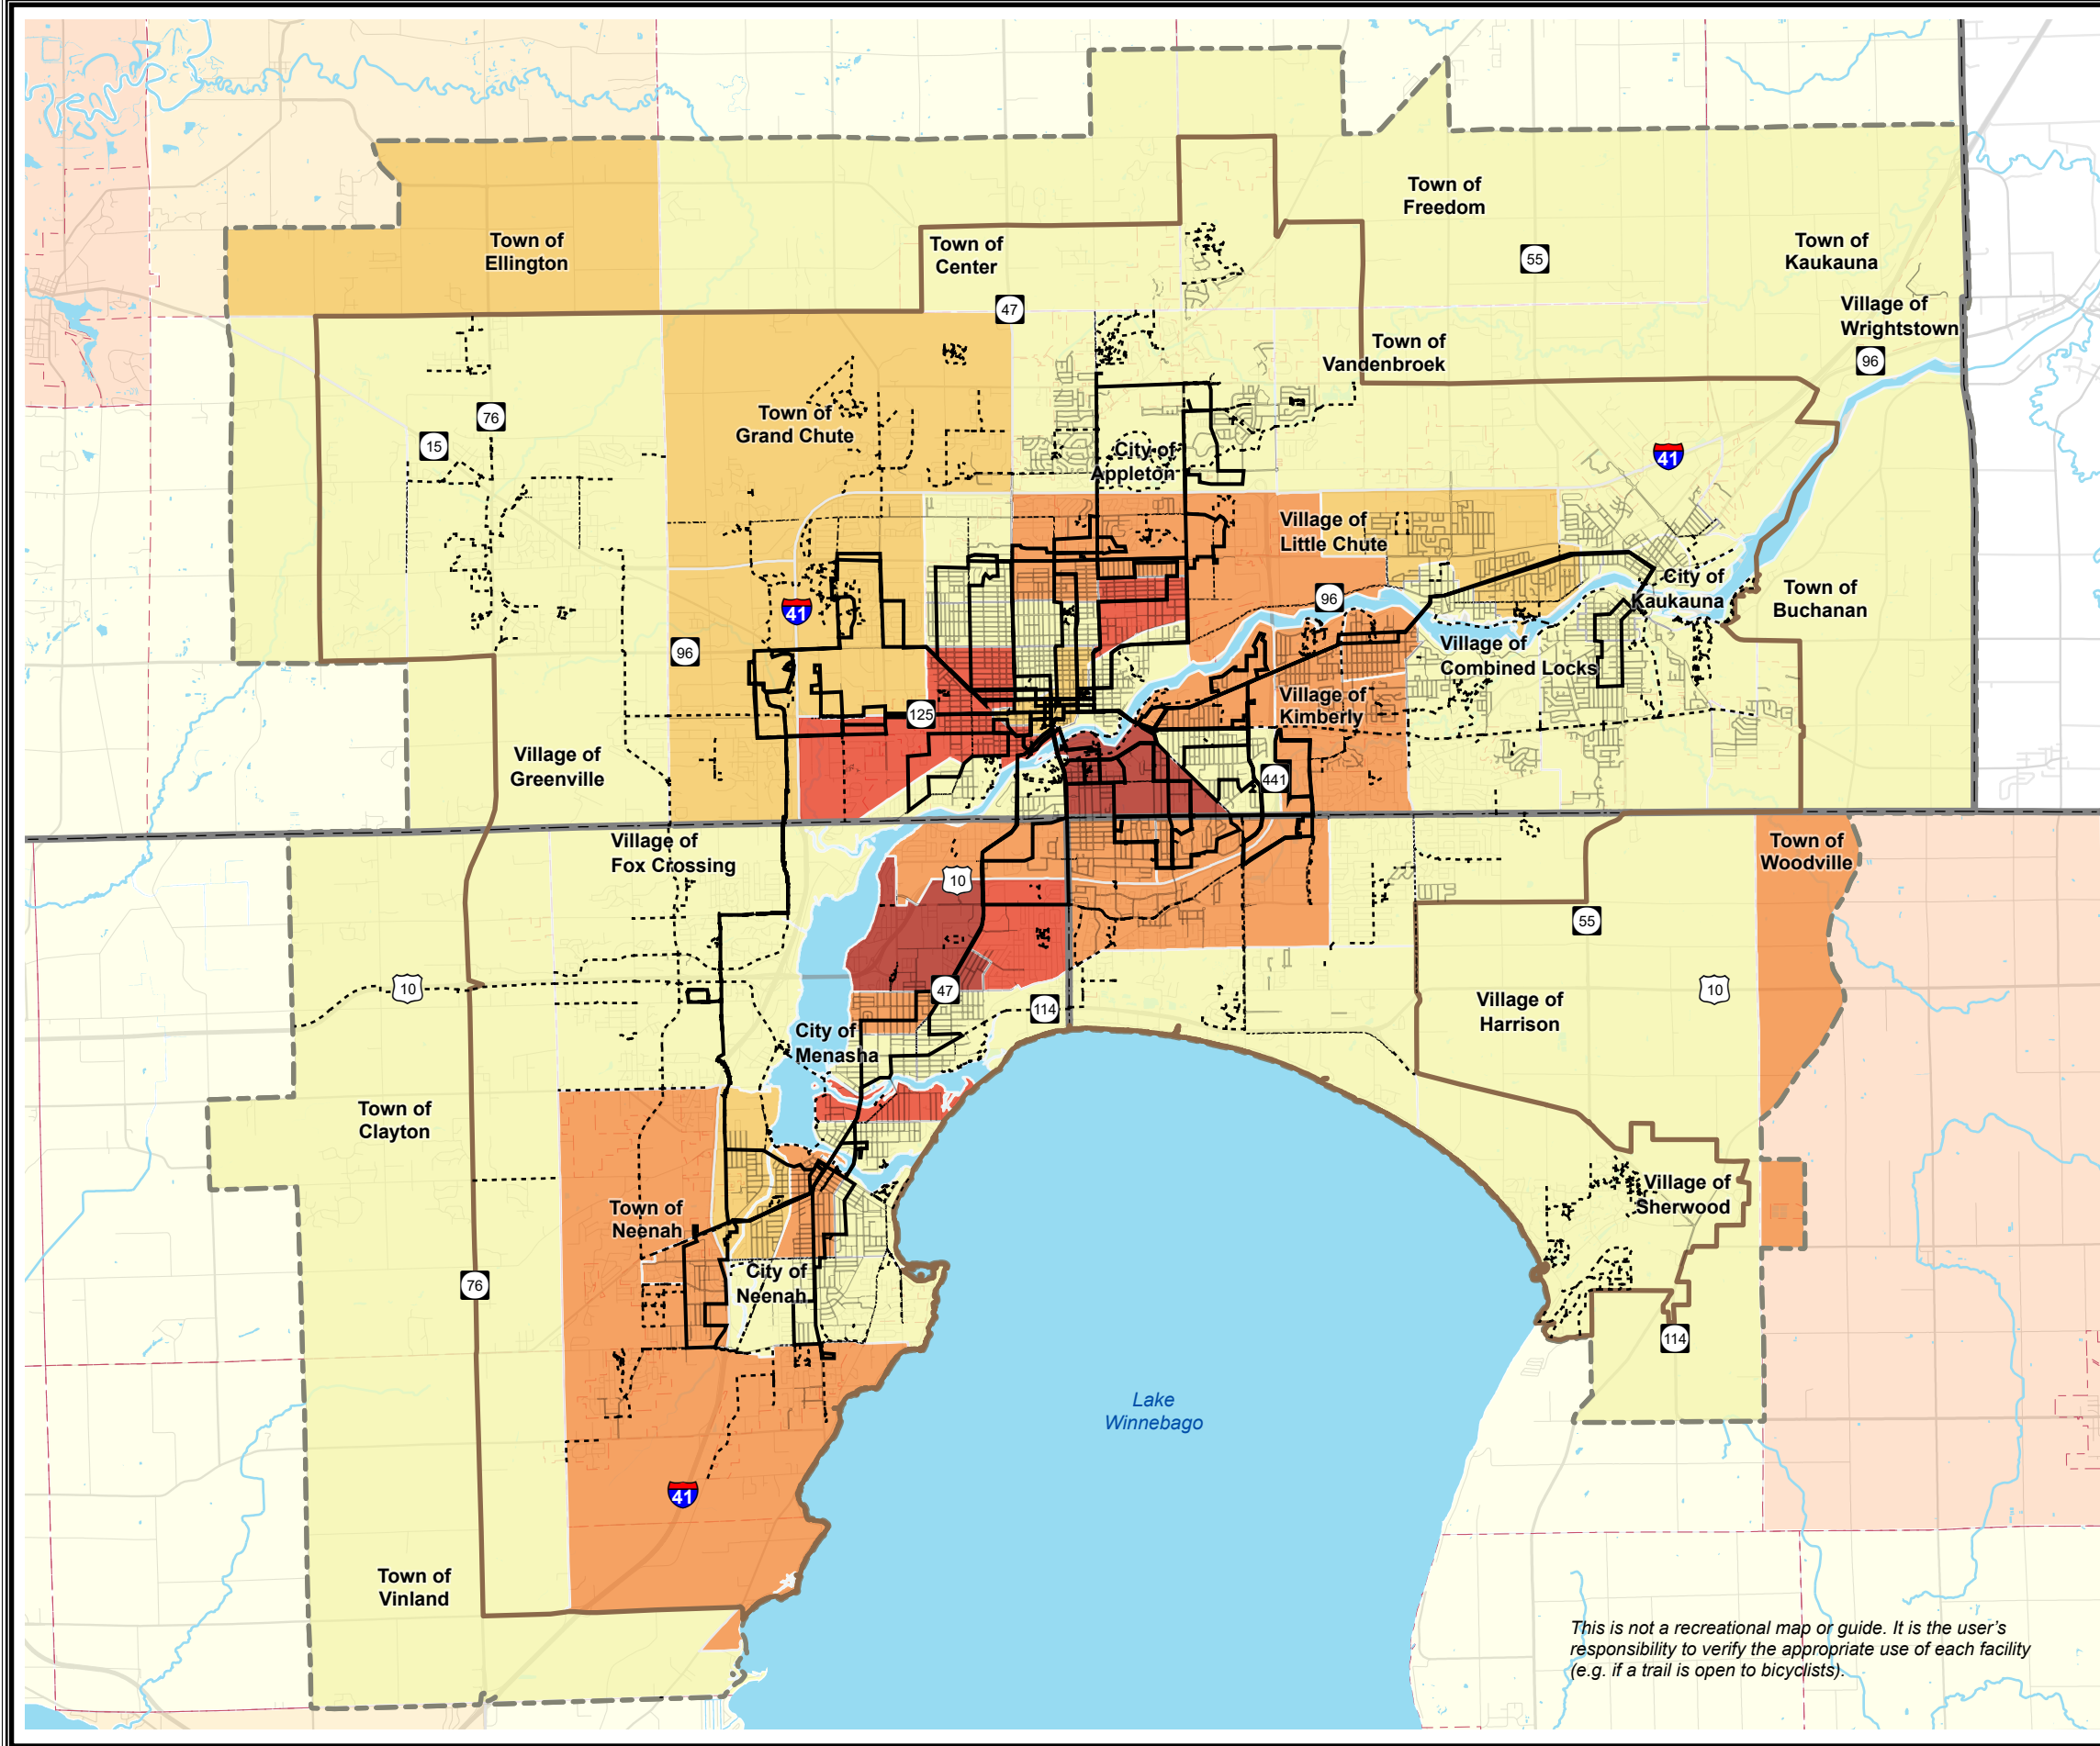 Town of
Freedom
Town of
Ellington
Town of
Center
55
Town of
Kaukauna
47
Village of
Wrightstown
96
Town of
Vandenbroek
76
15
Town of
Grand Chute
City of
Appleton
41
Village of
Little Chute
City of
Kaukauna
Town of
Buchanan
41
96
96
Village of
Combined Locks
125
Village of
Kimberly
Village of
Greenville
441
Village of
Fox Crossing
10
Town of
Woodville
55
10
47
114
Village of
Harrison
10
City of
Menasha
Town of
Clayton
Town of
Neenah
Village of
Sherwood
76
City of
Neenah
114
Lake
Winnebago
41
Town of
Vinland
This is not a recreational map or guide. It is the user's
responsibility to verify the appropriate use of each facility
(e.g. if a trail is open to bicyclists).